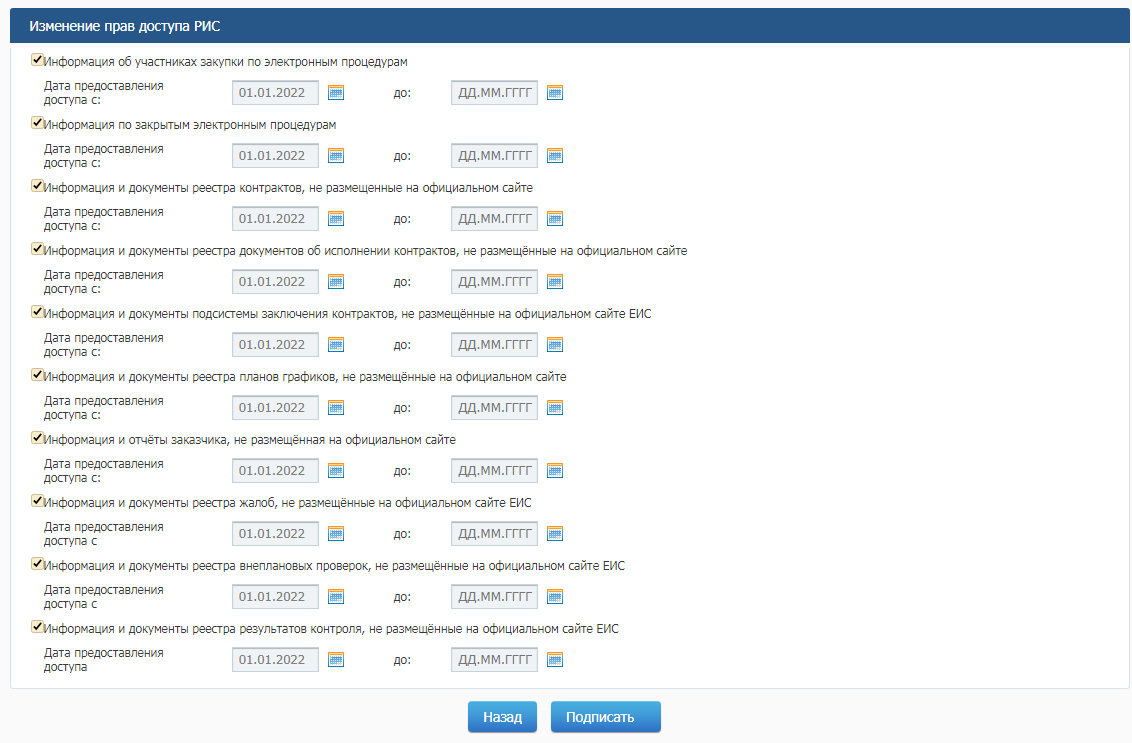 Изменение прав доступа РИС
Информация об участниках закупки по электронным процедурам
Дата предоставления
доступа с: 01.01.2022 до: ДД.ММ.ГГГГ
Информация по закрытым электронным процедурам
Дата предоставления
доступа с: 01.01.2022 до: ДД.ММ.ГГГГ
Информация и документы реестра контрактов, не размещенные на официальном сайте
Дата предоставления
доступа с: 01.01.2022 до: ДД.ММ.ГГГГ
Информация и документы реестра документов об исполнении контрактов, не размещённые на официальном сайте
Дата предоставления
доступа с: 01.01.2022 до: ДД.ММ.ГГГГ
Информация и документы подсистемы заключения контрактов, не размещённые на официальном сайте ЕИС
Дата предоставления
доступа с: 01.01.2022 до: ДД.ММ.ГГГГ
Информация и документы реестра планов графиков, не размещённые на официальном сайте
Дата предоставления
доступа с: 01.01.2022 до: ДД.ММ.ГГГГ
Информация и отчёты заказчика, не размещённая на официальном сайте
Дата предоставления
доступа с: 01.01.2022 до: ДД.ММ.ГГГГ
Информация и документы реестра жалоб, не размещённые на официальном сайте ЕИС
Дата предоставления
доступа с 01.01.2022 до: ДД.ММ.ГГГГ
Информация и документы реестра внеплановых проверок, не размещённые на официальном сайте ЕИС
Дата предоставления
доступа с 01.01.2022 до: ДД.ММ.ГГГГ
Информация и документы реестра результатов контроля, не размещённые на официальном сайте ЕИС
Дата предоставления
доступа 01.01.2022 до: ДД.ММ.ГГГГ
Назад Подписать